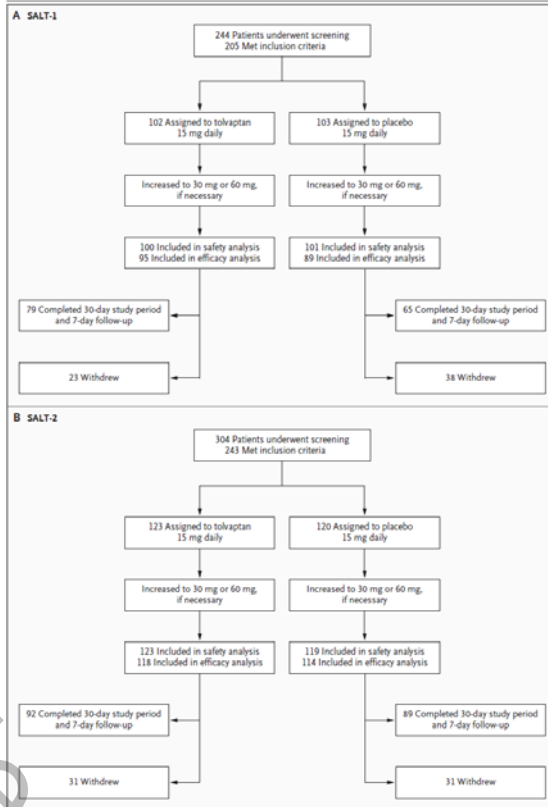 A SALT-1
244 Patients underwent screening
205 Met inclusion criteria
102 Assigned to tolvaptan
15 mg daily
103 Assigned to placebo
15 mg daily
Increased to 30 mg or 60 mg,
if necessary
Increased to 30 mg or 60 mg,
if necessary
100 Included in safety analysis
95 Included in efficacy analysis
101 Included in safety analysis
89 Included in efficacy analysis
79 Completed 30-day study period
and 7-day follow-up
65 Completed 30-day study period
and 7-day follow-up
23 Withdrew
38 Withdrew
B SALT-2
304 Patients underwent screening
243 Met inclusion criteria
123 Assigned to tolvaptan
15 mg daily
120 Assigned to placebo
15 mg daily
Increased to 30 mg or 60 mg,
if necessary
Increased to 30 mg or 60 mg,
if necessary
123 Included in safety analysis
118 Included in efficacy analysis
119 Included in safety analysis
114 Included in efficacy analysis
92 Completed 30-day study period
and 7-day follow-up
89 Completed 30-day study period
and 7-day follow-up
31 Withdrew
31 Withdrew